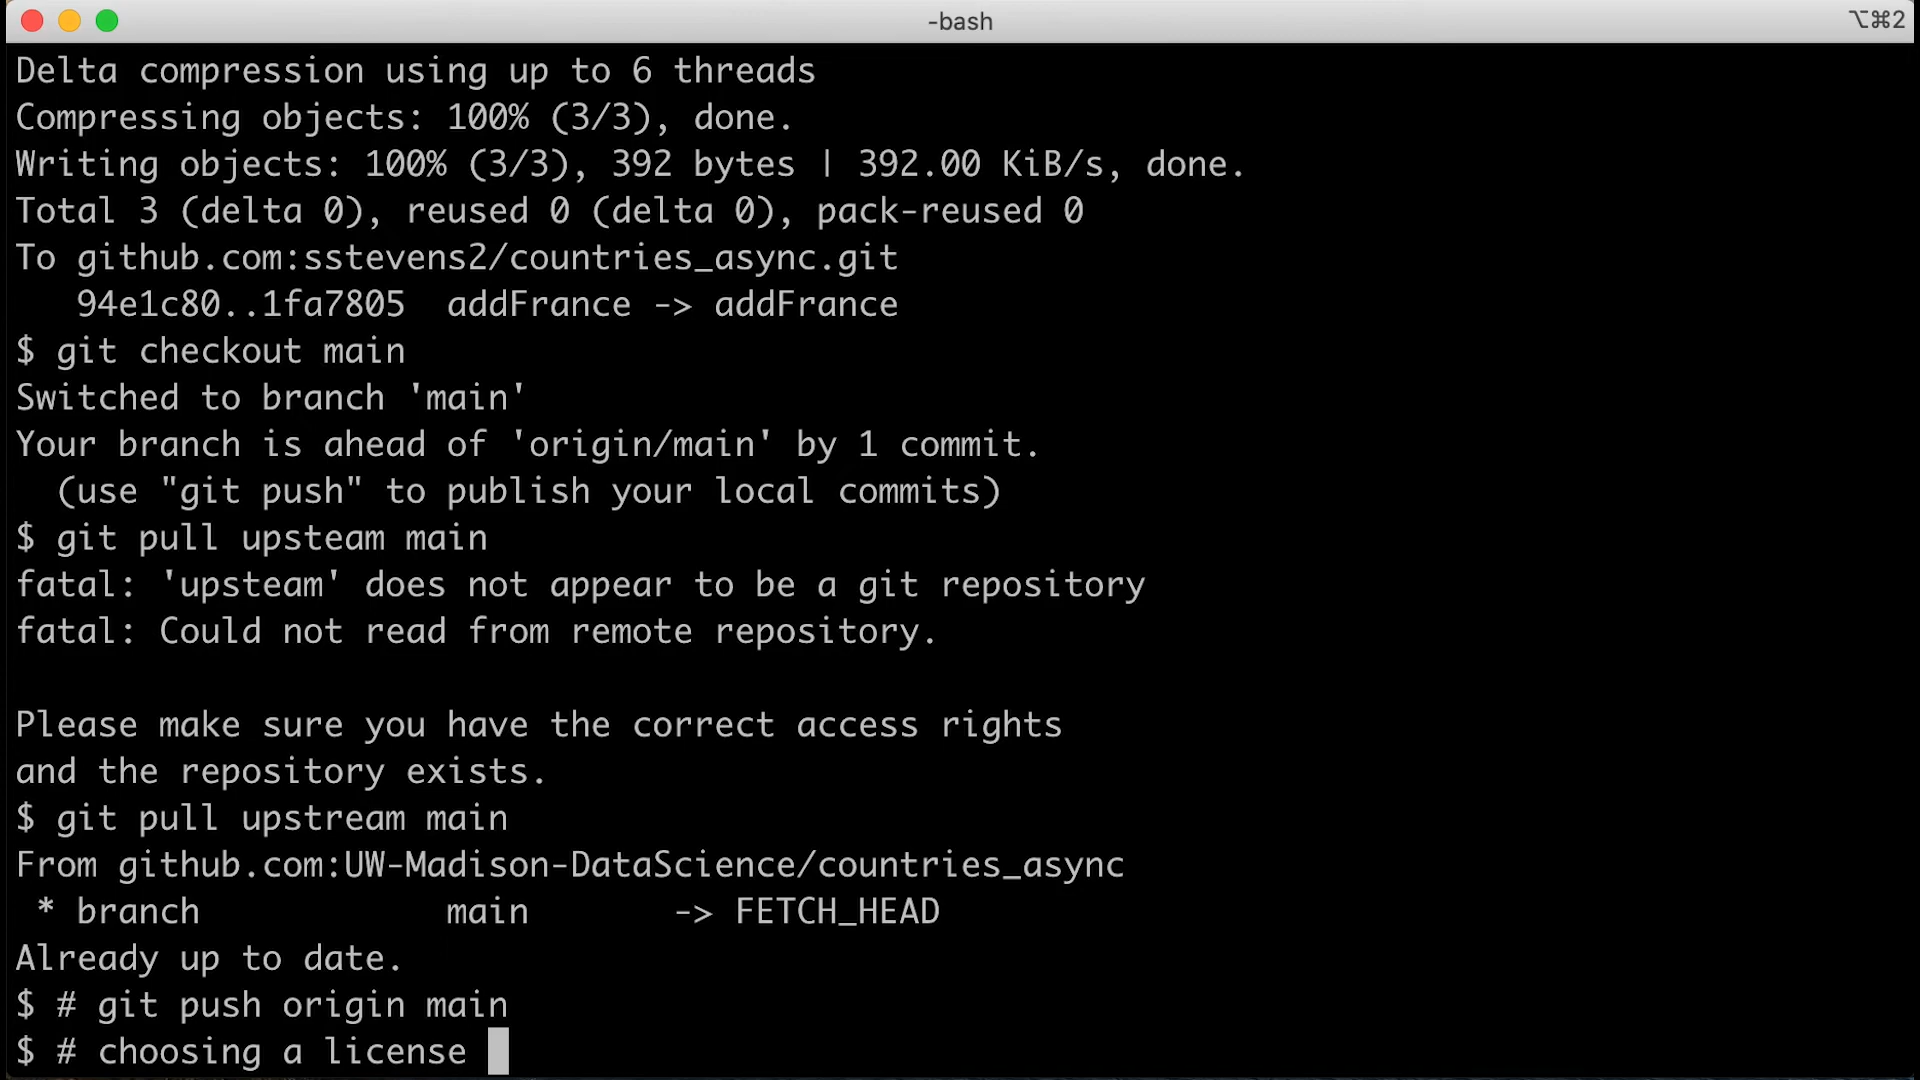 -bash
⌥⌘2
Delta compression using up to 6 threads
Compressing objects: 100% (3/3), done.
Writing objects: 100% (3/3), 392 bytes | 392.00 KiB/s, done.
Total 3 (delta 0), reused 0 (delta 0), pack-reused 0
To github.com:sstevens2/countries_async.git
   94e1c80..1fa7805  addFrance -> addFrance
$ git checkout main
Switched to branch 'main'
Your branch is ahead of 'origin/main' by 1 commit.
  (use "git push" to publish your local commits)
$ git pull upsteam main
fatal: 'upsteam' does not appear to be a git repository
fatal: Could not read from remote repository.

Please make sure you have the correct access rights
and the repository exists.
$ git pull upstream main
From github.com:UW-Madison-DataScience/countries_async
 * branch            main       -> FETCH_HEAD
Already up to date.
$ # git push origin main
$ # choosing a license